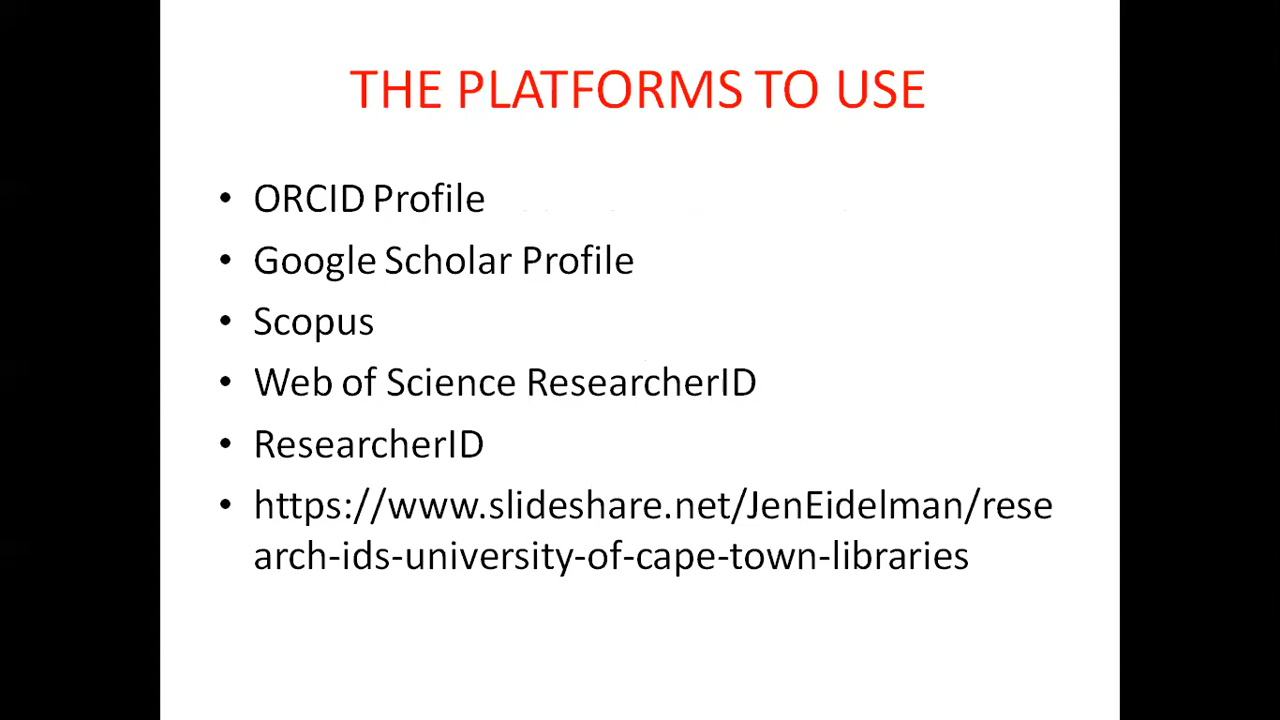 THE PLATFORMS TO USE
• ORCID Profile
• Google Scholar Profile
• Scopus
• Web of Science ResearcherID
• ResearcherID
• https://www.slideshare.net/JenEidelman/rese
arch-ids-university-of-cape-town-libraries